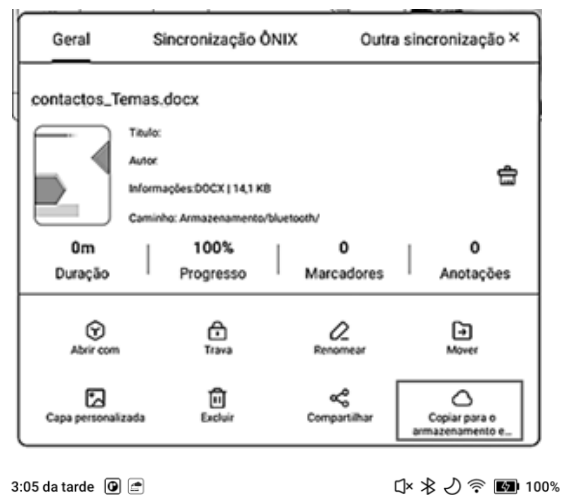 Geral Sincronização ÔNIX Outra sincronização ×
contactos_Temas.docx
Titulo:
Autor:
Informações:DOCX | 14,1 KB
Caminho: Armazenamento/bluetooth/
0m 100% 0 0
Duração Progresso Marcadores Anotações
Abrir com Trava Renomear Mover
Capa personalizada Excluir Compartilhar Copiar para o
armazenamento e...
3:05 da tarde 100%